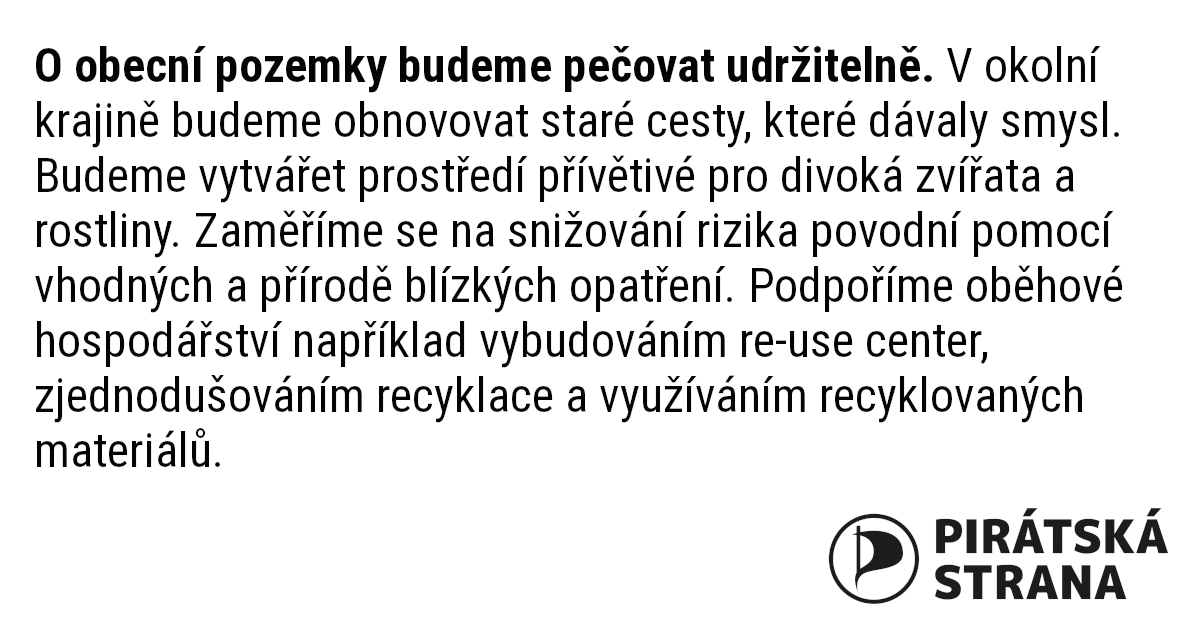 O obecní pozemky budeme pečovat udržitelně. V okolní
krajině budeme obnovovat staré cesty, které dávaly smysl.
Budeme vytvářet prostředí přívětivé pro divoká zvířata a
rostliny. Zaměříme se na snižování rizika povodní pomocí
vhodných a přírodě blízkých opatření. Podpoříme oběhové
hospodářství například vybudováním re-use center,
zjednodušováním recyklace a využíváním recyklovaných
materiálů.
PIRÁTSKÁ
STRANA